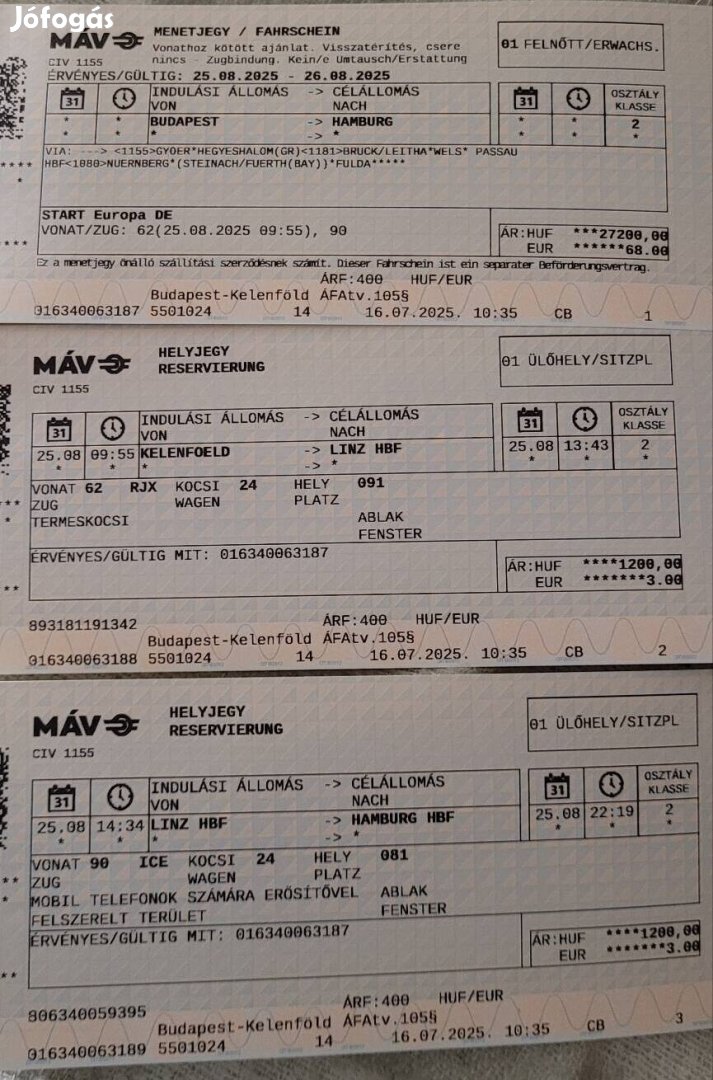 Jófogás
MÁV MENETJEGY / FAHRSCHEIN
Vonathoz kötött ajánlat. Visszatérítés, csere
nincs - Zugbindung. Kein/e Umtausch/Erstattung
01 FELNŐTT/ERWACHS.
CIV 1155
ÉRVÉNYES/GÜLTIG: 25.08.2025 - 26.08.2025
31 INDULÁSI ÁLLOMÁS -> CÉLÁLLOMÁS 31 OSZTÁLY
VON NACH KLASSE
* * BUDAPEST -> HAMBURG * * 2
* * * -> * * * *
VIA: ---> <1155>GYOER*HEGYESHALOM(GR)<1181>BRUCK/LEITHA*WELS* PASSAU
HBF<1080>NUERNBERG*(STEINACH/FUERTH(BAY))*FULDA*****
****
*
START Europa DE
VONAT/ZUG: 62(25.08.2025 09:55), 90
ÁR:HUF ***27200,00
EUR ******68.00
****
Ez a menetjegy önálló szállítási szerződésnek számít. Dieser Fahrschein ist ein separater Beförderungsvertrag.
ÁRF:400 HUF/EUR
Budapest-Kelenföld ÁFAtv.105§
016340063187 5501024 14 16.07.2025. 10:35 CB 1
MÁV HELYJEGY
RESERVIERUNG
01 ÜLŐHELY/SITZPL
CIV 1155
31 INDULÁSI ÁLLOMÁS -> CÉLÁLLOMÁS 31 OSZTÁLY
VON NACH KLASSE
25.08 09:55 KELENFOELD -> LINZ HBF 25.08 13:43 2
* * * -> * * * *
VONAT 62 RJX KOCSI 24 HELY 091
ZUG WAGEN PLATZ
TERMESKOCSI ABLAK
FENSTER
***
*
ÉRVÉNYES/GÜLTIG MIT: 016340063187
ÁR:HUF ****1200,00
EUR *******3.00
**
893181191342 ÁRF:400 HUF/EUR
Budapest-Kelenföld ÁFAtv.105§
016340063188 5501024 14 16.07.2025. 10:35 CB 2
MÁV HELYJEGY
RESERVIERUNG
01 ÜLŐHELY/SITZPL
CIV 1155
31 INDULÁSI ÁLLOMÁS -> CÉLÁLLOMÁS 31 OSZTÁLY
VON NACH KLASSE
25.08 14:34 LINZ HBF -> HAMBURG HBF 25.08 22:19 2
* * * -> * * * *
VONAT 90 ICE KOCSI 24 HELY 081
ZUG WAGEN PLATZ
MOBIL TELEFONOK SZÁMÁRA ERŐSÍTŐVEL ABLAK
FELSZERELT TERÜLET FENSTER
**
*
ÉRVÉNYES/GÜLTIG MIT: 016340063187
ÁR:HUF ****1200,00
EUR *******3.00
**
806340059395 ÁRF:400 HUF/EUR
Budapest-Kelenföld ÁFAtv.105§
016340063189 5501024 14 16.07.2025. 10:35 CB 3